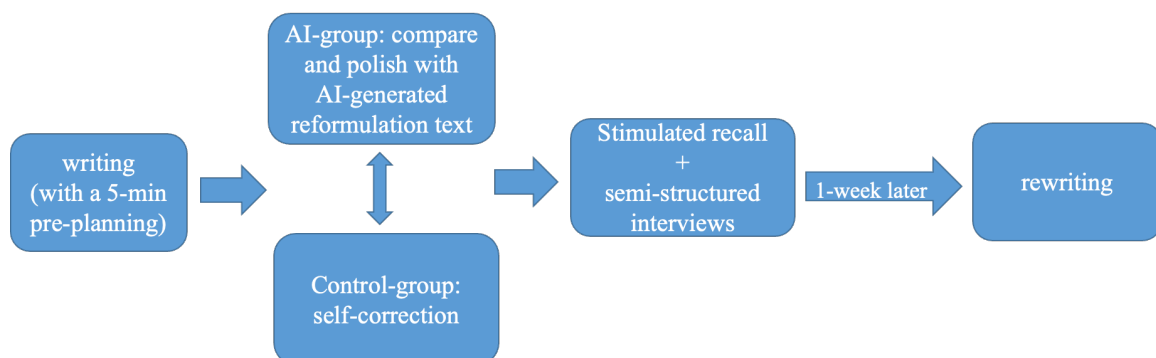 writing
(with a 5-min
pre-planning)
AI-group: compare
and polish with
AI-generated
reformulation text
Control-group:
self-correction
Stimulated recall
+
semi-structured
interviews
1-week later
rewriting